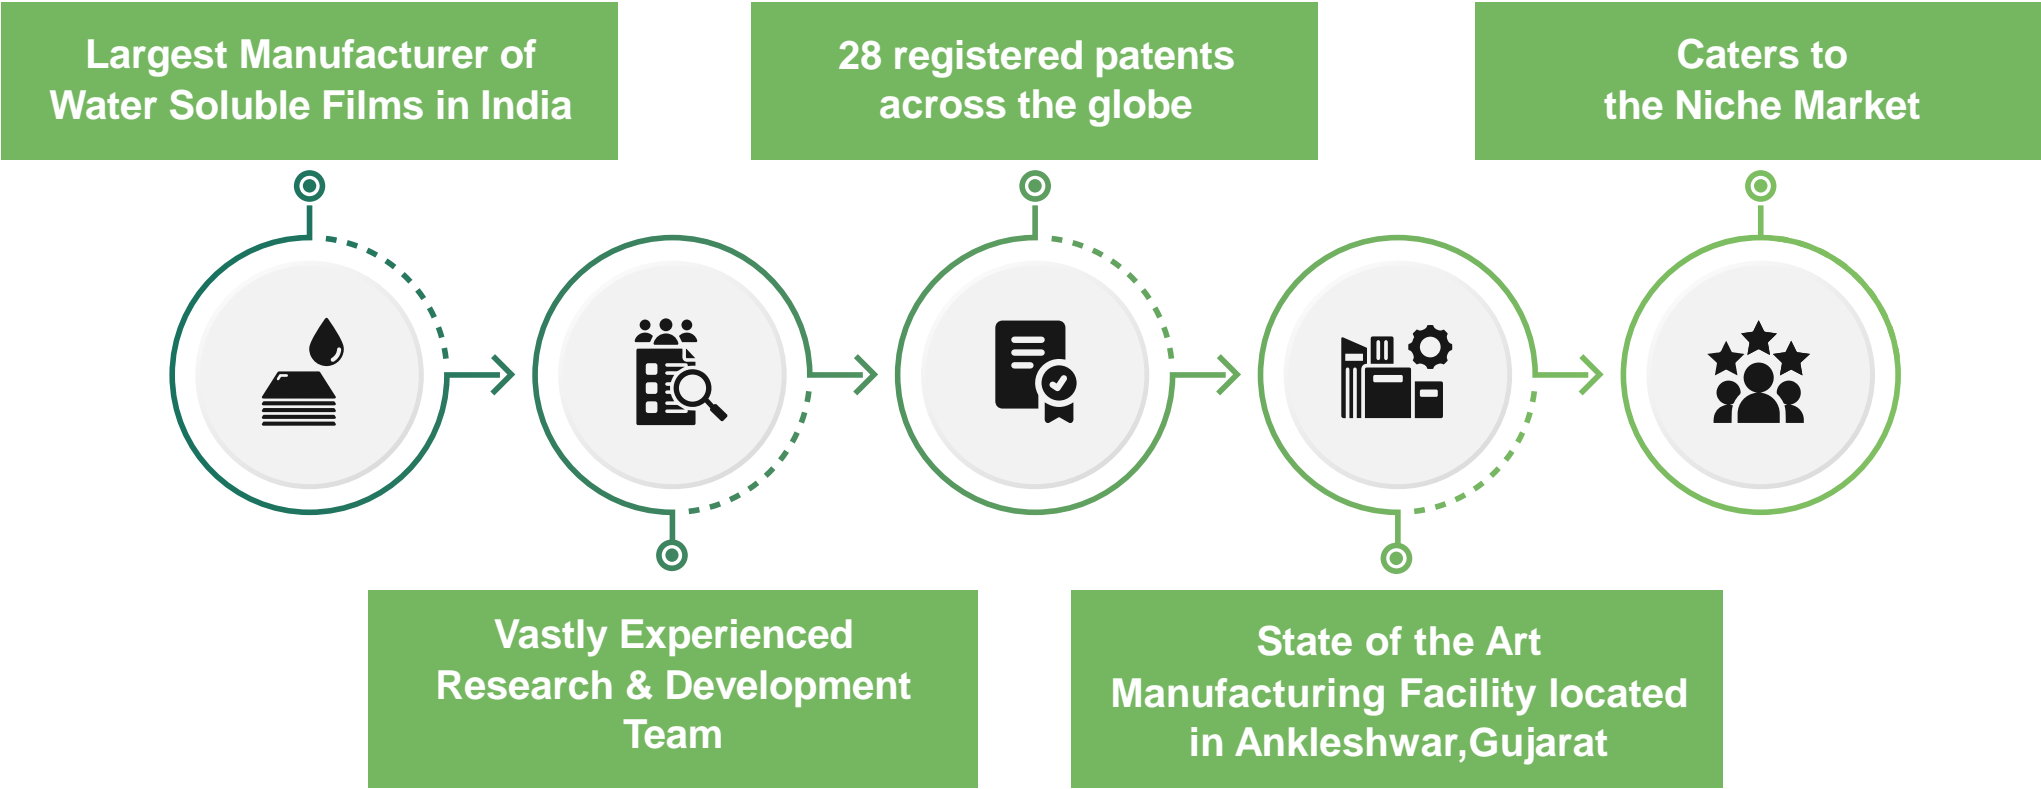 Largest Manufacturer of
Water Soluble Films in India
Vastly Experienced
Research & Development
Team
28 registered patents
across the globe
State of the Art
Manufacturing Facility located
in Ankleshwar,Gujarat
Caters to
the Niche Market